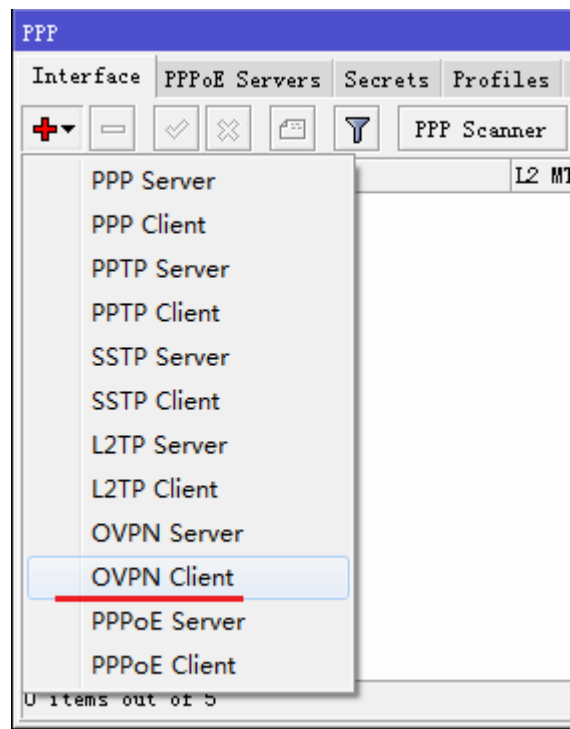 PPP
Interface PPPoE Servers Secrets Profiles
PPP Scanner
L2 MT
PPP Server
PPP Client
PPTP Server
PPTP Client
SSTP Server
SSTP Client
L2TP Server
L2TP Client
OVPN Server
OVPN Client
PPPoE Server
PPPoE Client
0 items out of 5